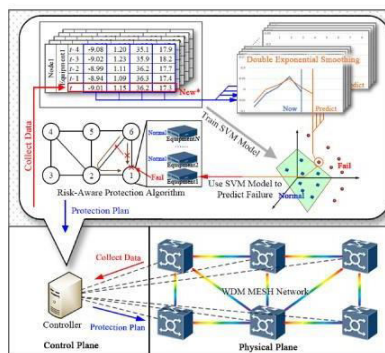 Node1
Equipment1
t-4 -9.08 1.20 35.1 17.9
t-3 -9.02 1.23 35.9 18.2
t-2 -8.99 1.11 36.2 17.7
t-1 -8.94 1.09 36.3 17.4
t -9.01 1.15 36.2 17.3
New*
Double Exponential Smoothing
Now
Predict
Collect Data
Train SVM Model
4 5 6
3 2 1
Normal EquipmentN
Normal Equipment2
Fail Equipment1
Risk-Aware Protection Algorithm
Use SVM Model to
Predict Failure
Fail
Normal
Protection Plan
Collect Data
WDM MESH Network
Controller
Protection Plan
Control Plane
Physical Plane